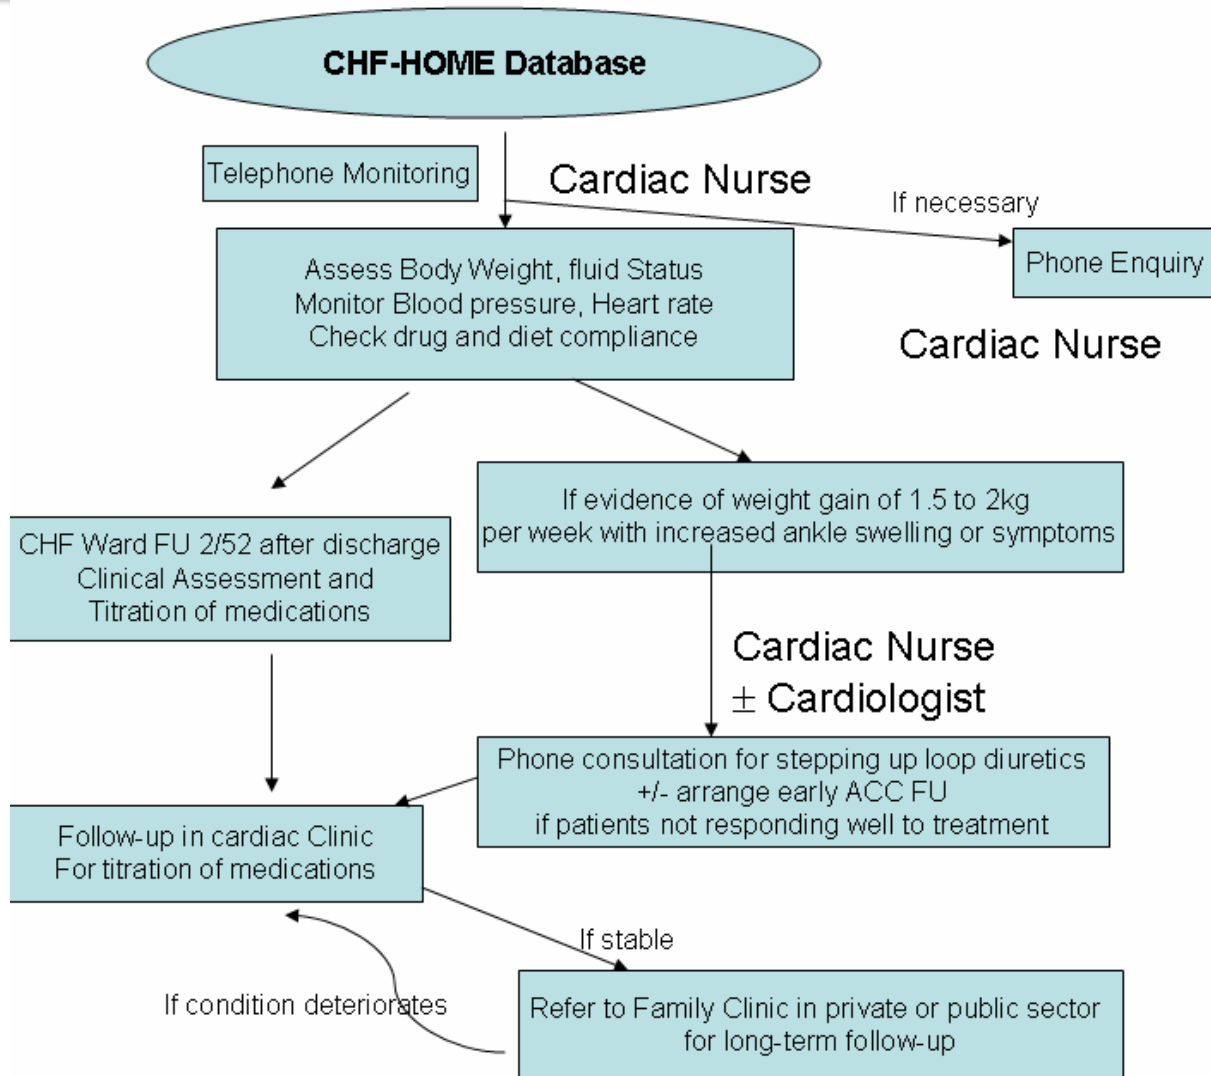 CHF-HOME Database
Telephone Monitoring
Cardiac Nurse
If necessary
Phone Enquiry
Cardiac Nurse
Assess Body Weight, fluid Status
Monitor Blood pressure, Heart rate
Check drug and diet compliance
If evidence of weight gain of 1.5 to 2kg
per week with increased ankle swelling or symptoms
CHF Ward FU 2/52 after discharge
Clinical Assessment and
Titration of medications
Cardiac Nurse
± Cardiologist
Phone consultation for stepping up loop diuretics
+/- arrange early ACC FU
if patients not responding well to treatment
Follow-up in cardiac Clinic
For titration of medications
If stable
If condition deteriorates
Refer to Family Clinic in private or public sector
for long-term follow-up